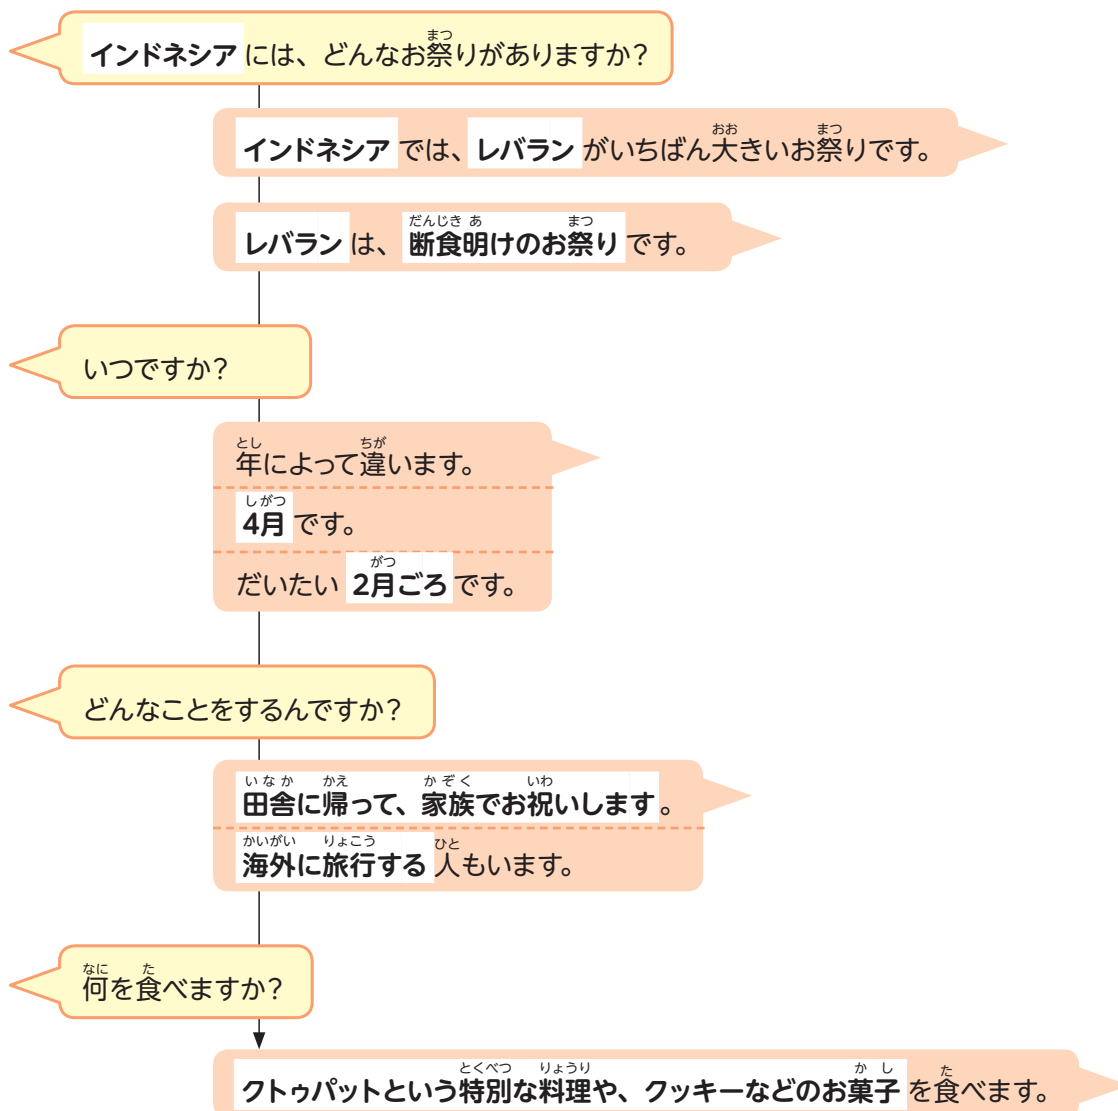 インドネシアには、どんなお祭りがありますか？
インドネシアでは、レバランがいちばん大きいお祭りです。
レバランは、断食明けのお祭りです。
いつですか？
年によって違います。
4月です。
だいたい2月ごろです。
どんなことをするんですか？
田舎に帰って、家族でお祝いします。
海外に旅行する人もいます。
何を食べますか？
クトゥパットという特別な料理や、クッキーなどのお菓子を食べます。